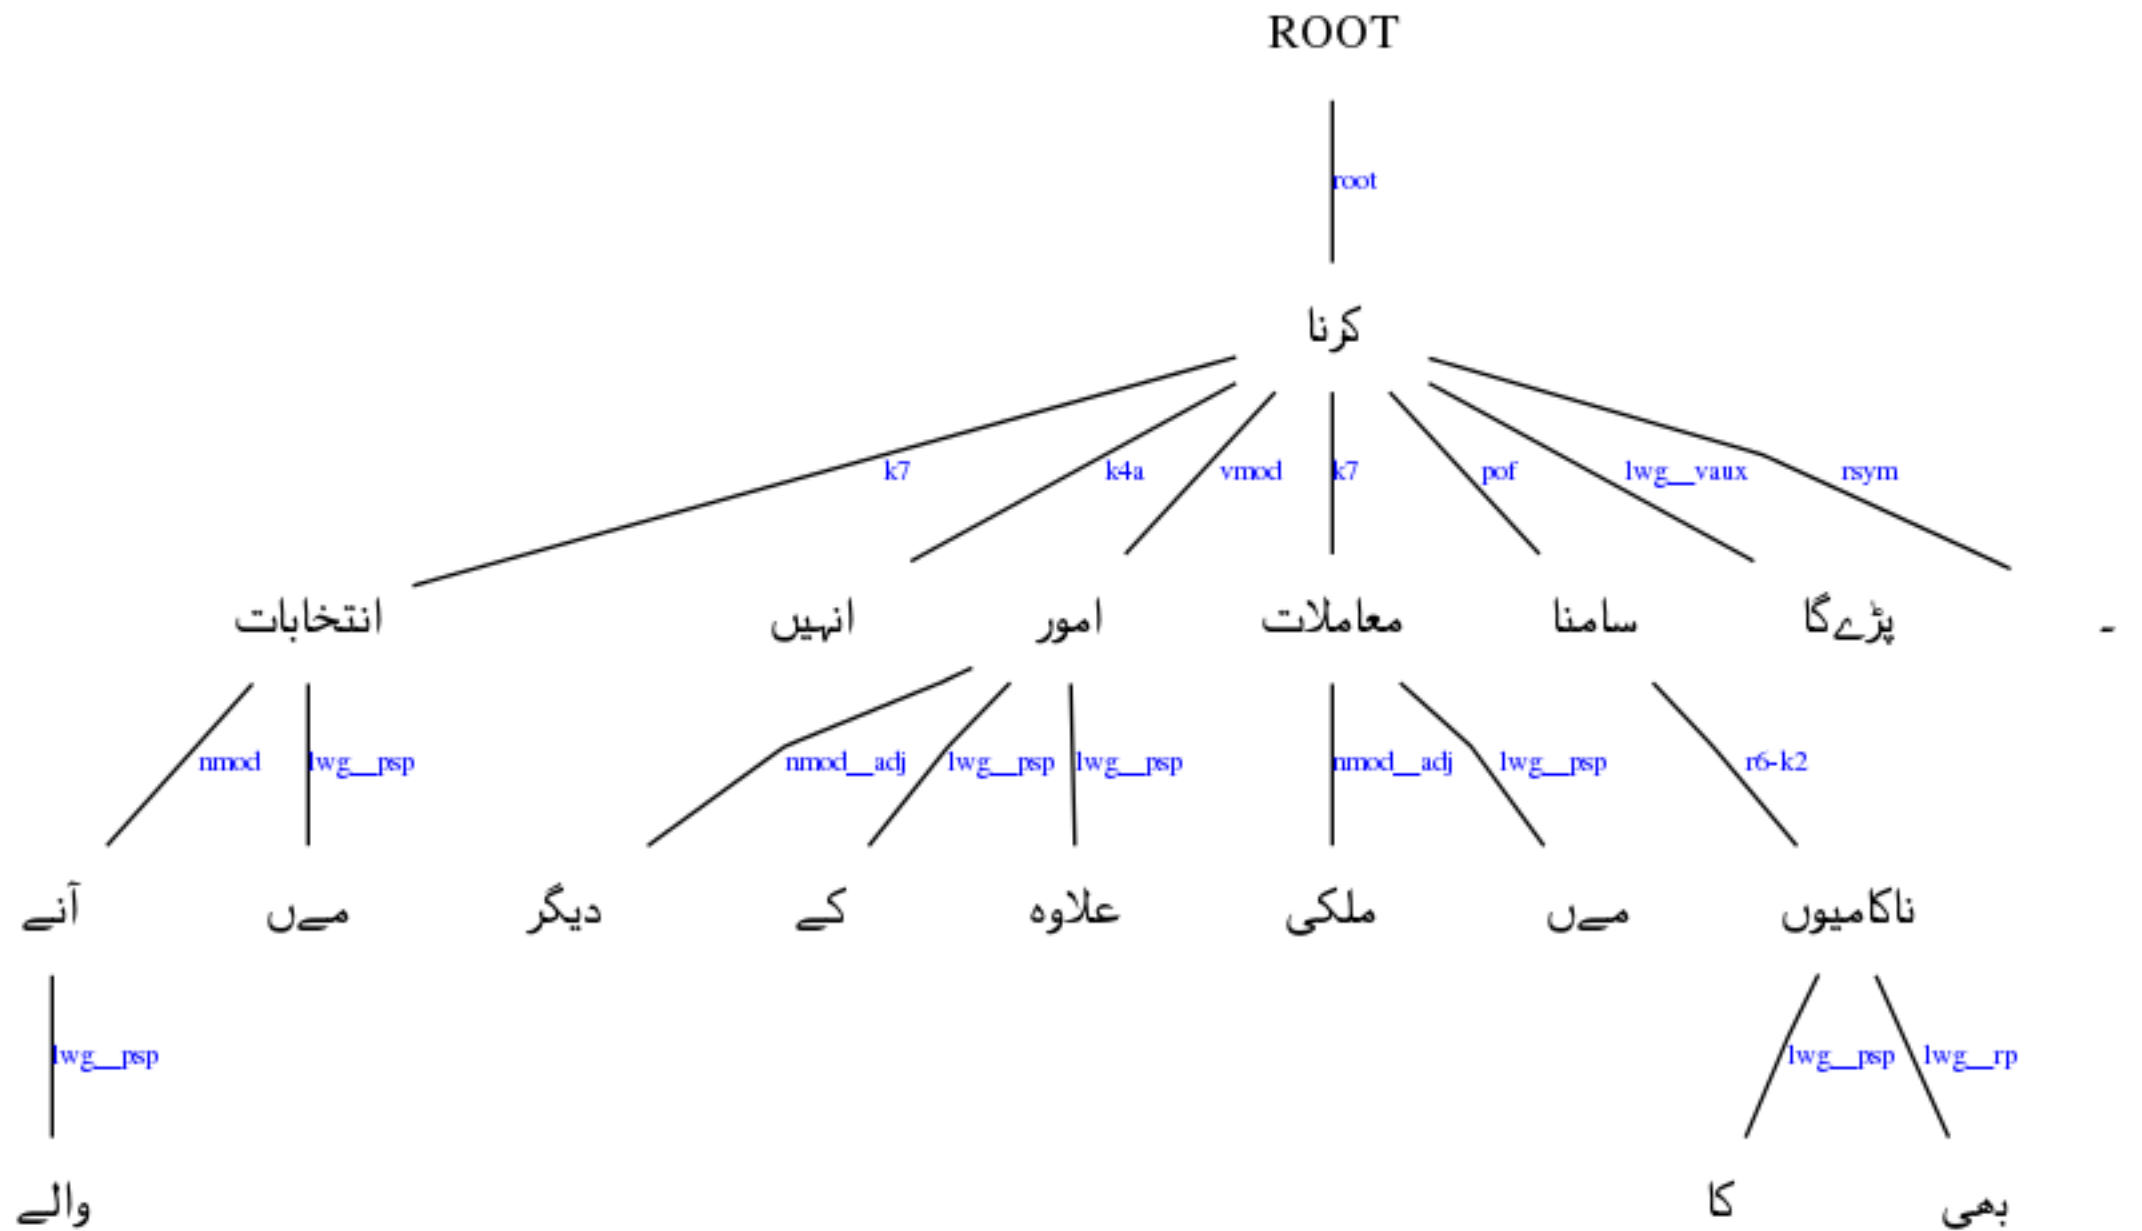 ROOT
root
کرنا
k7 k4a vmod k7 pof lwg__vaux rsym
انتخابات انہیں امور معاملات سامنا پڑےگا ۔
nmod lwg__psp nmod__adj lwg__psp lwg__psp nmod__adj lwg__psp r6-k2
آنے مےں دیگر کے علاوہ ملکی مےں ناکامیوں
lwg__psp lwg__psp lwg__rp
والے کا بھی